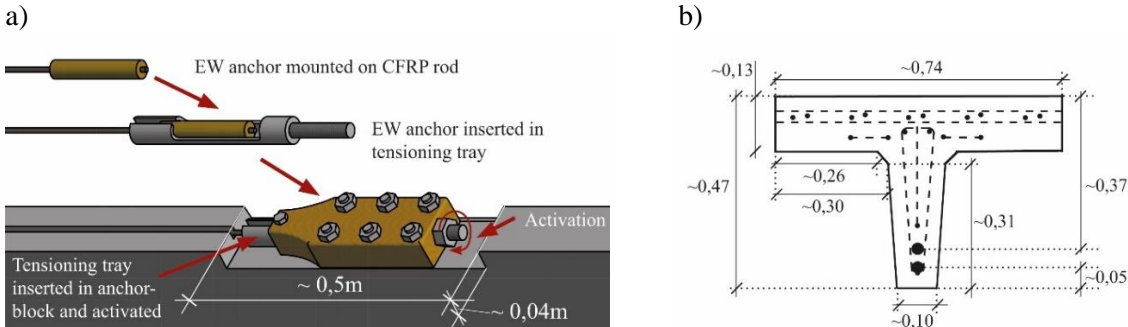 a)
EW anchor mounted on CFRP rod
EW anchor inserted in
tensioning tray
Activation
Tensioning tray
inserted in anchor-
block and activated
~ 0,5m
~ 0,04m
b)
~0,74
~0,13
~0,47
~0,26
~0,30
~0,37
~0,31
~0,05
~0,10